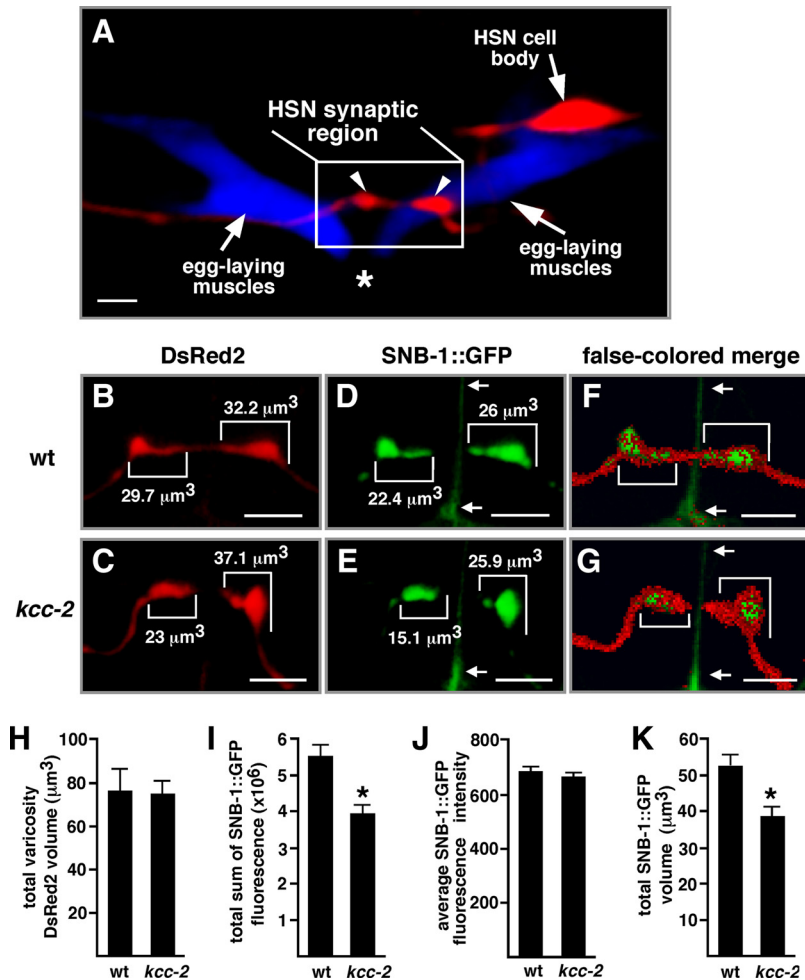 A
HSN cell
body
HSN synaptic
region
egg-laying
muscles
*
egg-laying
muscles
DsRed2
SNB-1::GFP
false-colored merge
wt
B
32.2 μm3
29.7 μm3
D
26 μm3
22.4 μm3
F
kcc-2
C
37.1 μm3
23 μm3
E
25.9 μm3
15.1 μm3
G
H
total varicosity
DsRed2 volume (μm3)
100
80
60
40
20
wt kcc-2
I
total sum of SNB-1::GFP
fluorescence (x106)
6
5
4
3
2
1
*
wt kcc-2
J
average SNB-1::GFP
fluorescence intensity
800
600
400
200
wt kcc-2
K
total SNB-1::GFP
volume (μm3)
60
50
40
30
20
10
*
wt kcc-2